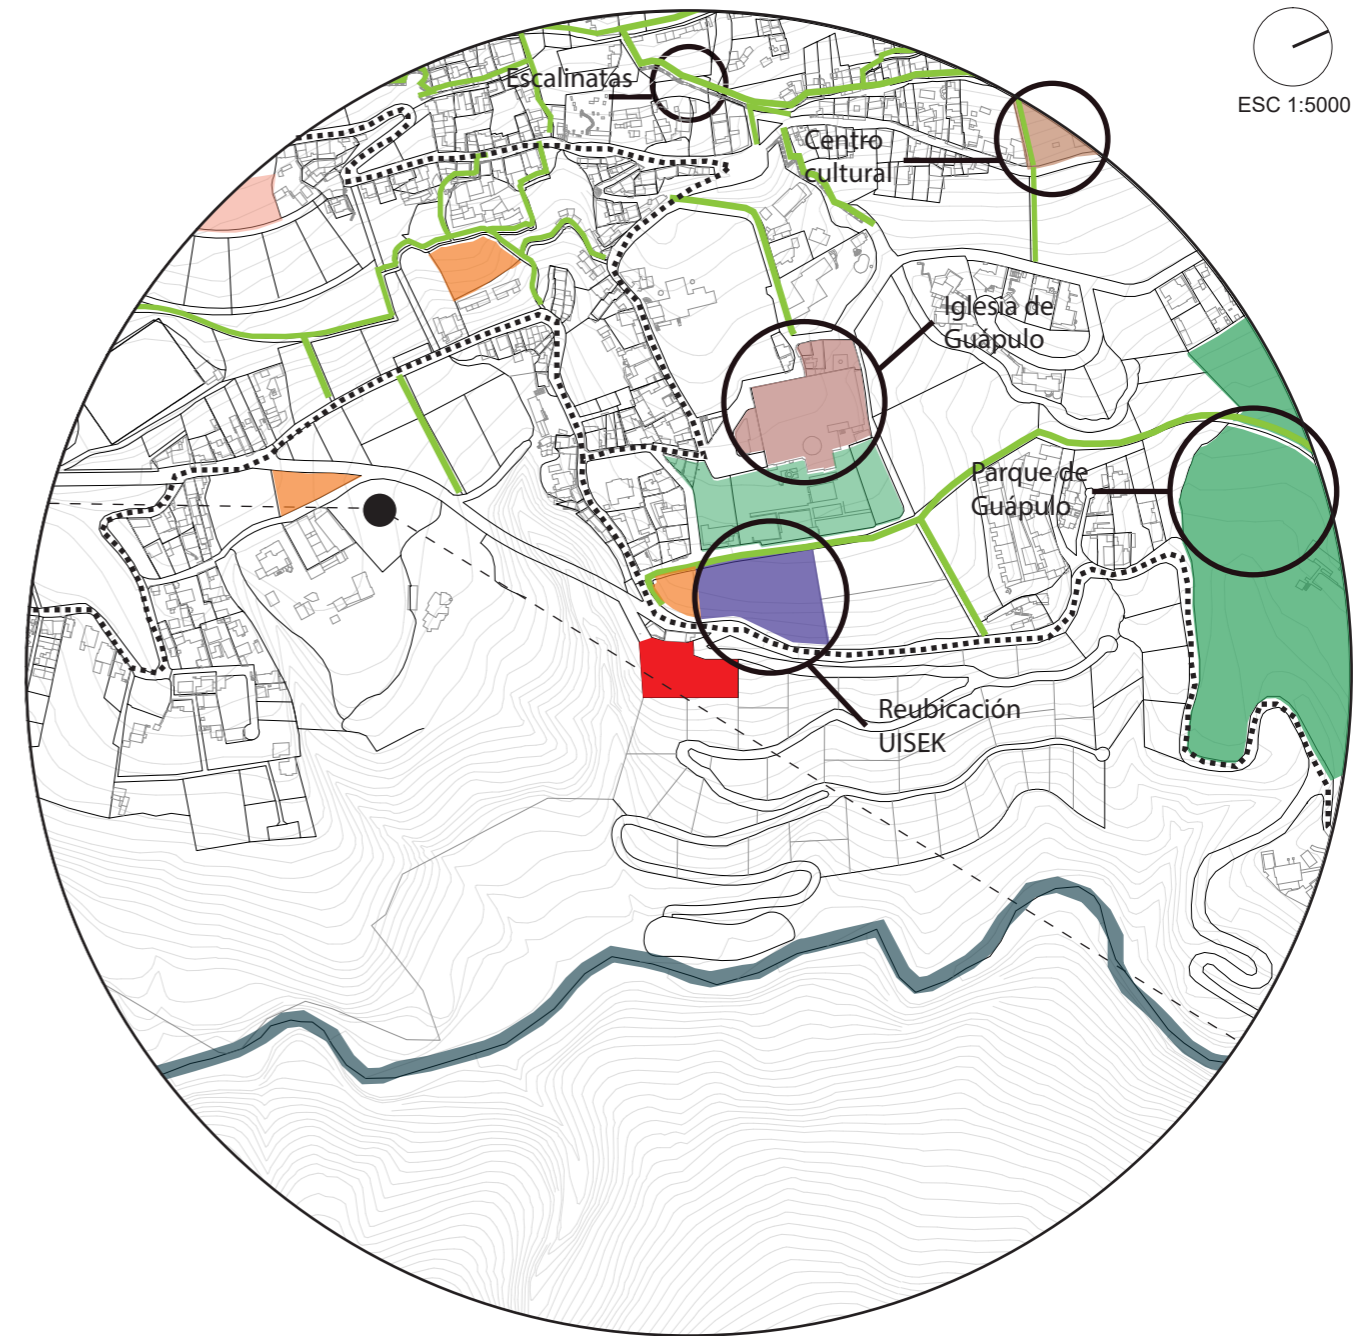 ESC 1:5000
Escalinatas
Centro
cultural
Iglesia de
Guápulo
Parque de
Guápulo
Reubicación
UISEK